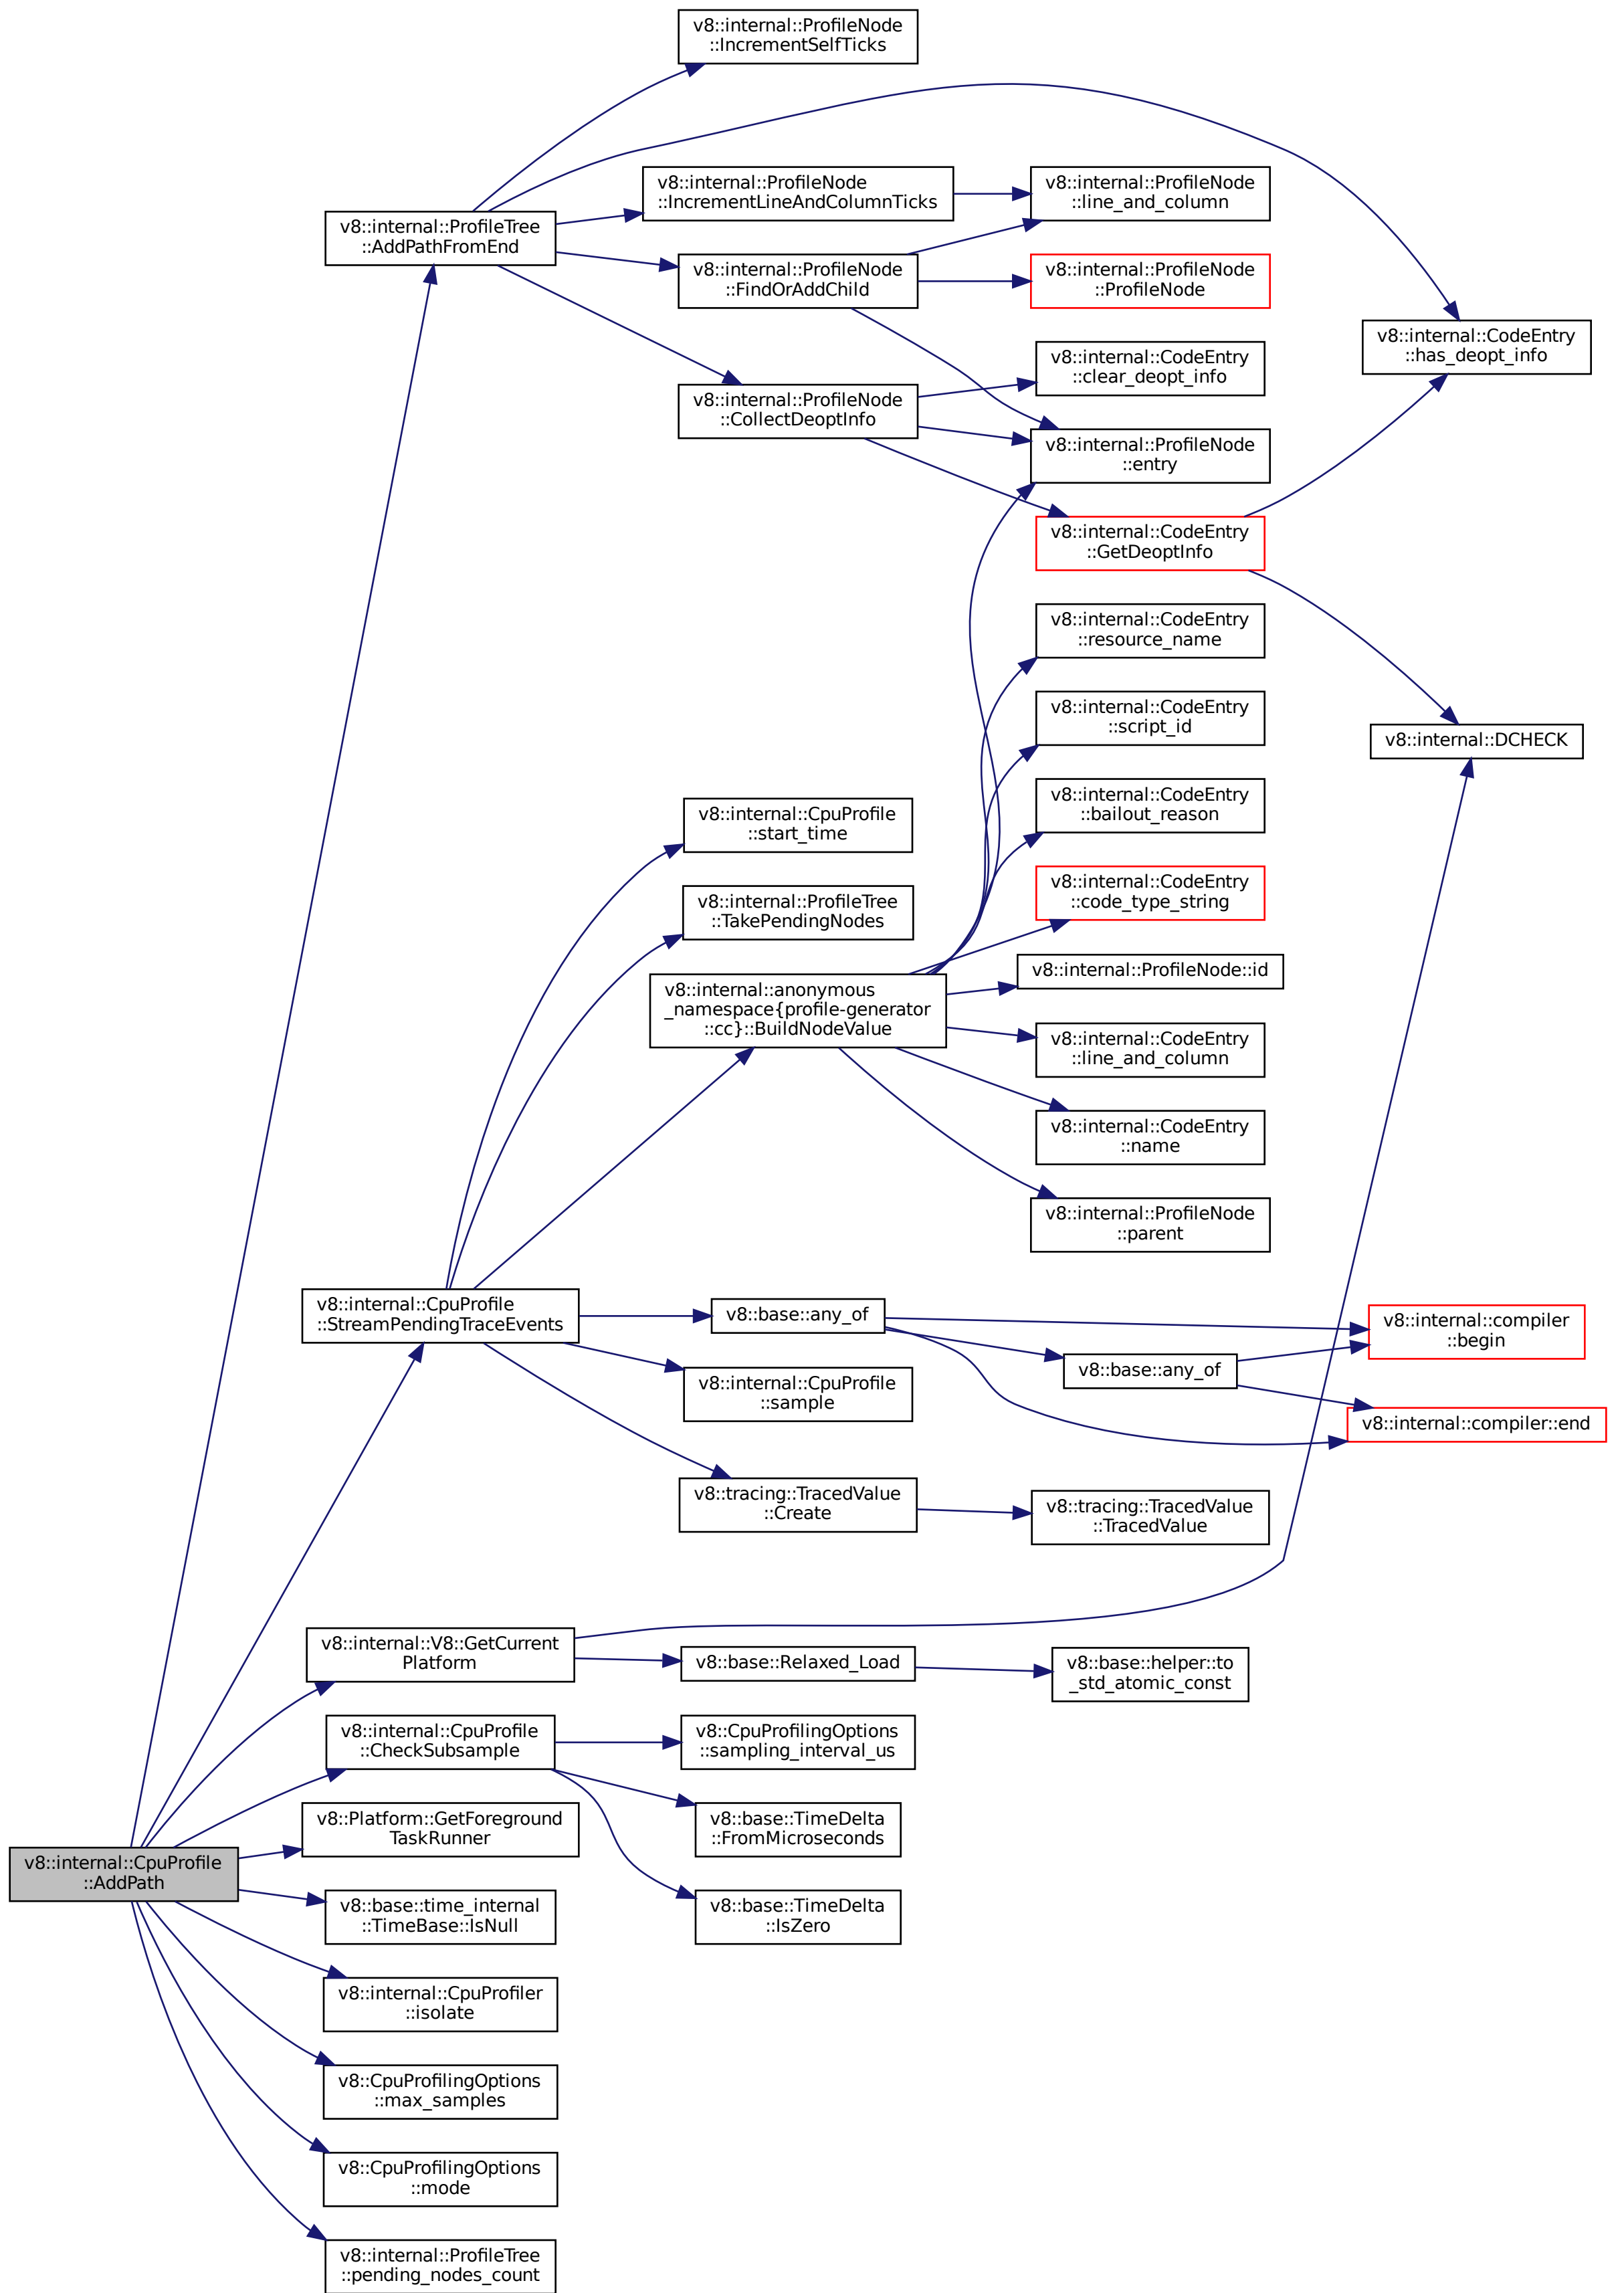 v8::internal::ProfileNode
::IncrementSelfTicks
v8::internal::ProfileNode
::IncrementLineAndColumnTicks
v8::internal::ProfileNode
::line_and_column
v8::internal::ProfileTree
::AddPathFromEnd
v8::internal::ProfileNode
::FindOrAddChild
v8::internal::ProfileNode
::ProfileNode
v8::internal::CodeEntry
::has_deopt_info
v8::internal::CodeEntry
::clear_deopt_info
v8::internal::ProfileNode
::CollectDeoptInfo
v8::internal::ProfileNode
::entry
v8::internal::CodeEntry
::GetDeoptInfo
v8::internal::CodeEntry
::resource_name
v8::internal::CodeEntry
::script_id
v8::internal::DCHECK
v8::internal::CodeEntry
::bailout_reason
v8::internal::CpuProfile
::start_time
v8::internal::CodeEntry
::code_type_string
v8::internal::ProfileTree
::TakePendingNodes
v8::internal::ProfileNode::id
v8::internal::anonymous
_namespace{profile-generator
::cc}::BuildNodeValue
v8::internal::CodeEntry
::line_and_column
v8::internal::CodeEntry
::name
v8::internal::ProfileNode
::parent
v8::internal::CpuProfile
::StreamPendingTraceEvents
v8::base::any_of
v8::internal::compiler
::begin
v8::base::any_of
v8::internal::CpuProfile
::sample
v8::internal::compiler::end
v8::tracing::TracedValue
::Create
v8::tracing::TracedValue
::TracedValue
v8::internal::V8::GetCurrent
Platform
v8::base::Relaxed_Load
v8::base::helper::to
_std_atomic_const
v8::internal::CpuProfile
::CheckSubsample
v8::CpuProfilingOptions
::sampling_interval_us
v8::Platform::GetForeground
TaskRunner
v8::base::TimeDelta
::FromMicroseconds
v8::internal::CpuProfile
::AddPath
v8::base::time_internal
::TimeBase::IsNull
v8::base::TimeDelta
::IsZero
v8::internal::CpuProfiler
::isolate
v8::CpuProfilingOptions
::max_samples
v8::CpuProfilingOptions
::mode
v8::internal::ProfileTree
::pending_nodes_count